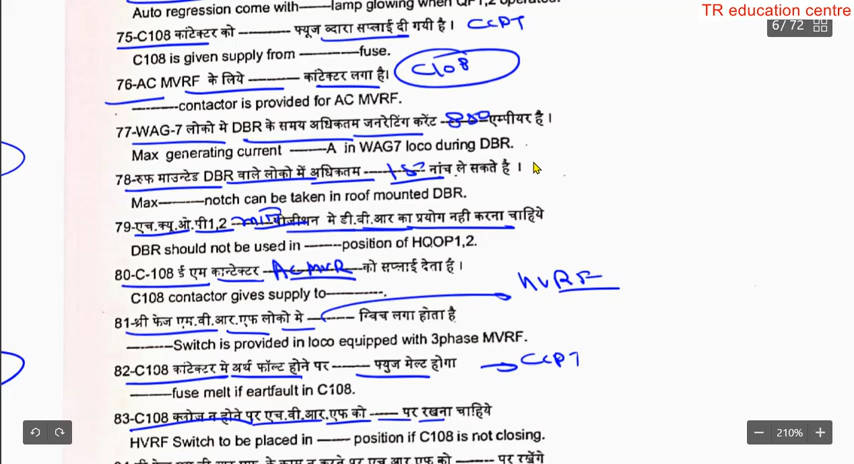 TR education centre
6 / 72
Auto regression come with------lamp glowing when QF1,2 operated.
75-C108 कांटेक्टर को ---------- फ्यूज व्दारा सप्लाई दी गयी है। CCPT
C108 is given supply from ----------fuse.
76-AC MVRF के लिये ---------- कांटेक्टर लगा है। C108
----------contactor is provided for AC MVRF.
77-WAG-7 लोको मे DBR के समय अधिकतम जनरेटिंग करेंट -800-एम्पीयर है।
Max generating current -------A in WAG7 loco during DBR.
78-रुफ माउन्टेड DBR वाले लोको में अधिकतम ------ नांच ले सकते है ।
Max---------notch can be taken in roof mounted DBR.
79-एच.क्यू.ओ.पी1,2 पोजीशन मे डी.वी.आर का प्रयोग नही करना चाहिये
DBR should not be used in --------position of HQOP1,2.
80-C-108 ई एम कान्टेक्टर -AC MVR- को सप्लाई देता है।
C108 contactor gives supply to-----------.
HVRF
81-श्री फेज एम.वी.आर.एफ लोको मे ------ स्विच लगा होता है
----------Switch is provided in loco equipped with 3phase MVRF.
82-C108 कांटेक्टर मे अर्थ फॉल्ट होने पर -------- फ्युज मेल्ट होगा CCPT
--------fuse melt if eartfault in C108.
83-C108 क्लोज न होने पर एच.वी.आर.एफ को ----- पर रखना चाहिये
HVRF Switch to be placed in ------ position if C108 is not closing.
210%